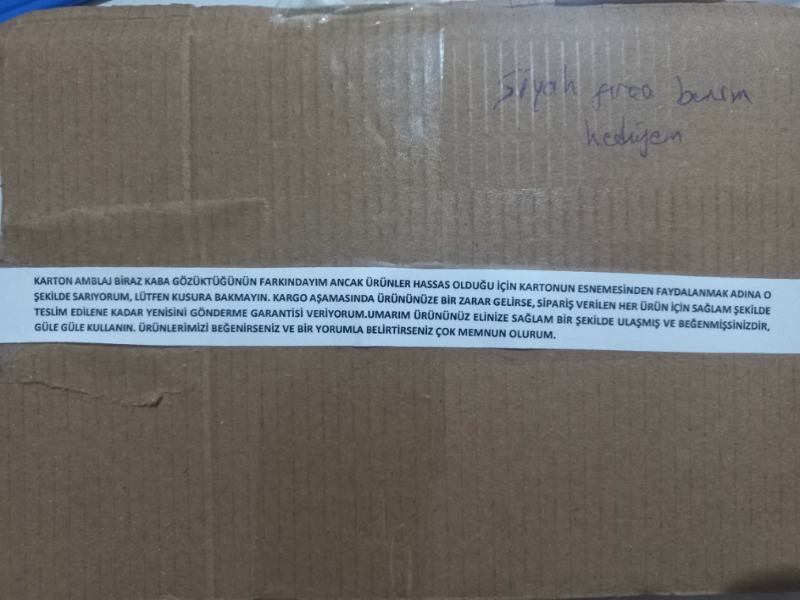 Siyah fırça benim
hediyem
KARTON AMBLAJ BİRAZ KABA GÖZÜKTÜĞÜNÜN FARKINDAYIM ANCAK ÜRÜNLER HASSAS OLDUĞU İÇİN KARTONUN ESNEMESİNDEN FAYDALANMAK ADINA O
ŞEKİLDE SARIYORUM, LÜTFEN KUSURA BAKMAYIN. KARGO AŞAMASINDA ÜRÜNÜNÜZE BİR ZARAR GELİRSE, SİPARİŞ VERİLEN HER ÜRÜN İÇİN SAĞLAM ŞEKİLDE
TESLİM EDİLENE KADAR YENİSİNİ GÖNDERME GARANTİSİ VERİYORUM.UMARIM ÜRÜNÜNÜZ ELİNİZE SAĞLAM BİR ŞEKİLDE ULAŞMIŞ VE BEĞENMİŞSİNİZDİR,
GÜLE GÜLE KULLANIN. ÜRÜNLERİMİZİ BEĞENİRSENİZ VE BİR YORUMLA BELİRTİRSENİZ ÇOK MEMNUN OLURUM.